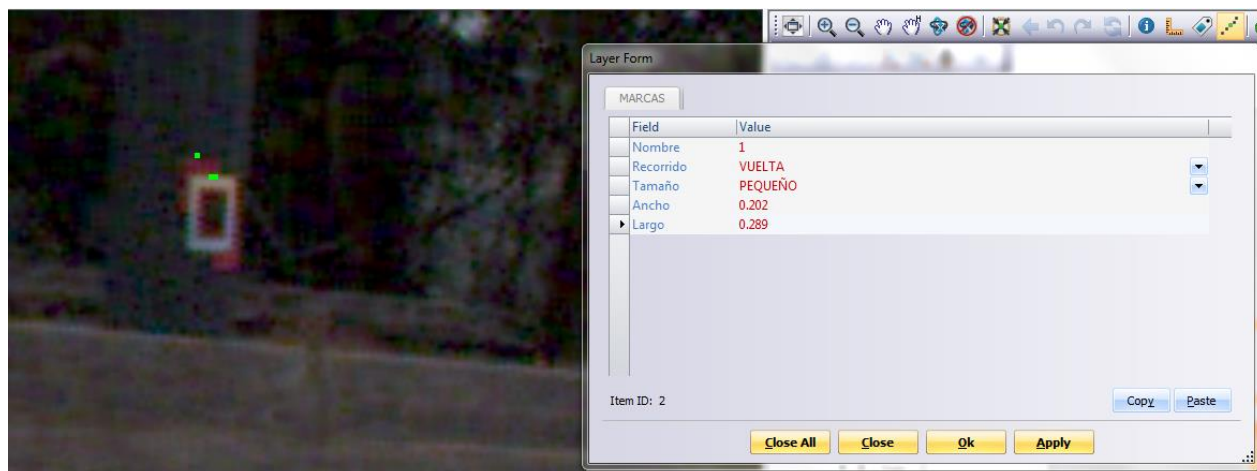 Layer Form
MARCAS
Field Value
Nombre 1
Recorrido VUELTA
Tamaño PEQUEÑO
Ancho 0.202
Largo 0.289
Item ID: 2
Copy Paste
Close All Close Ok Apply